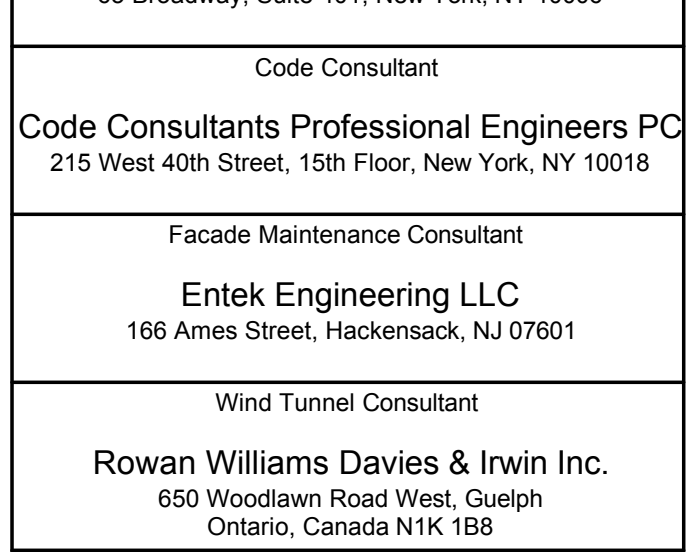 Code Consultant
Code Consultants Professional Engineers PC
215 West 40th Street, 15th Floor, New York, NY 10018
Facade Maintenance Consultant
Entek Engineering LLC
166 Ames Street, Hackensack, NJ 07601
Wind Tunnel Consultant
Rowan Williams Davies & Irwin Inc.
650 Woodlawn Road West, Guelph
Ontario, Canada N1K 1B8